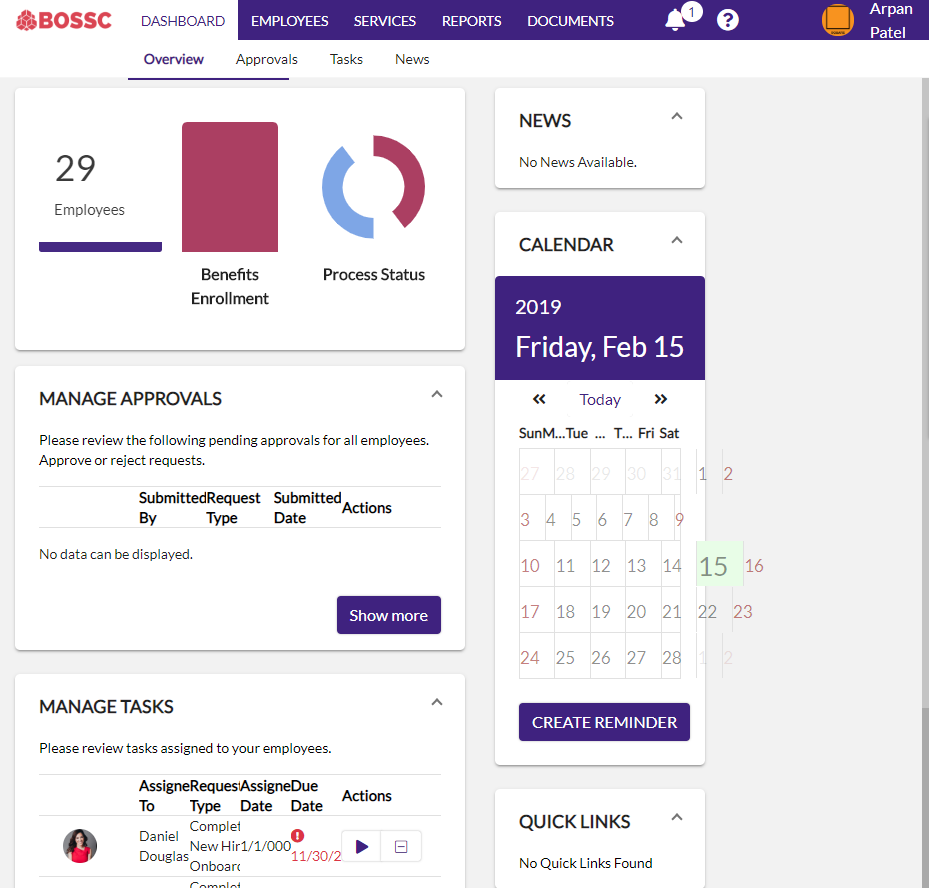 BOSSC
DASHBOARD EMPLOYEES SERVICES REPORTS DOCUMENTS 1 ? Arpan
Patel
Overview Approvals Tasks News
29
Employees
Benefits
Enrollment
Process Status
MANAGE APPROVALS
Please review the following pending approvals for all employees.
Approve or reject requests.
Submitted Request Submitted Actions
By Type Date
No data can be displayed.
Show more
MANAGE TASKS
Please review tasks assigned to your employees.
Assigne Reques Assigne Due Actions
To Type Date Date
Daniel
Douglas
Complet
New Hir
Onboard
1/1/000
11/30/2
Complet
NEWS
No News Available.
CALENDAR
2019
Friday, Feb 15
Today
Sun M... Tue ... T... Fri Sat
27 28 29 30 31 1 2
3 4 5 6 7 8 9
10 11 12 13 14 15 16
17 18 19 20 21 22 23
24 25 26 27 28 1 2
CREATE REMINDER
QUICK LINKS
No Quick Links Found